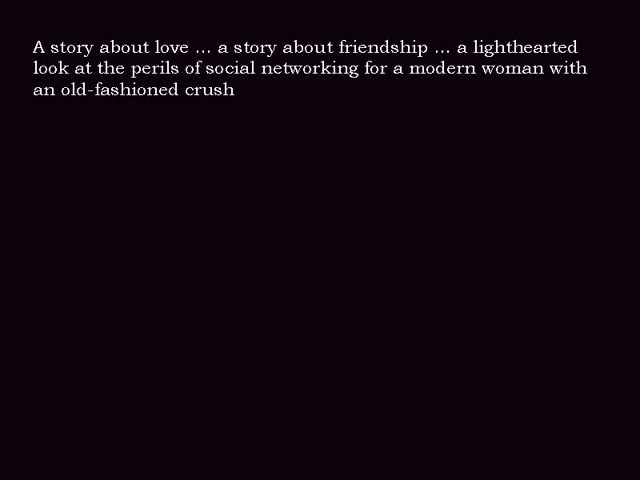 A story about love ... a story about friendship ... a lighthearted
look at the perils of social networking for a modern woman with
an old-fashioned crush